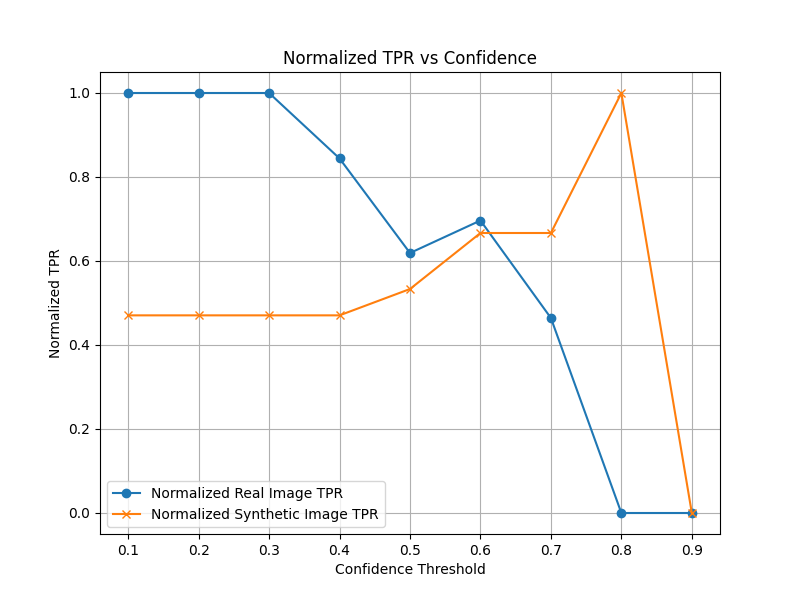 Normalized TPR vs Confidence
Normalized TPR
1.0
0.8
0.6
0.4
0.2
0.0
Normalized Real Image TPR
Normalized Synthetic Image TPR
0.1 0.2 0.3 0.4 0.5 0.6 0.7 0.8 0.9
Confidence Threshold